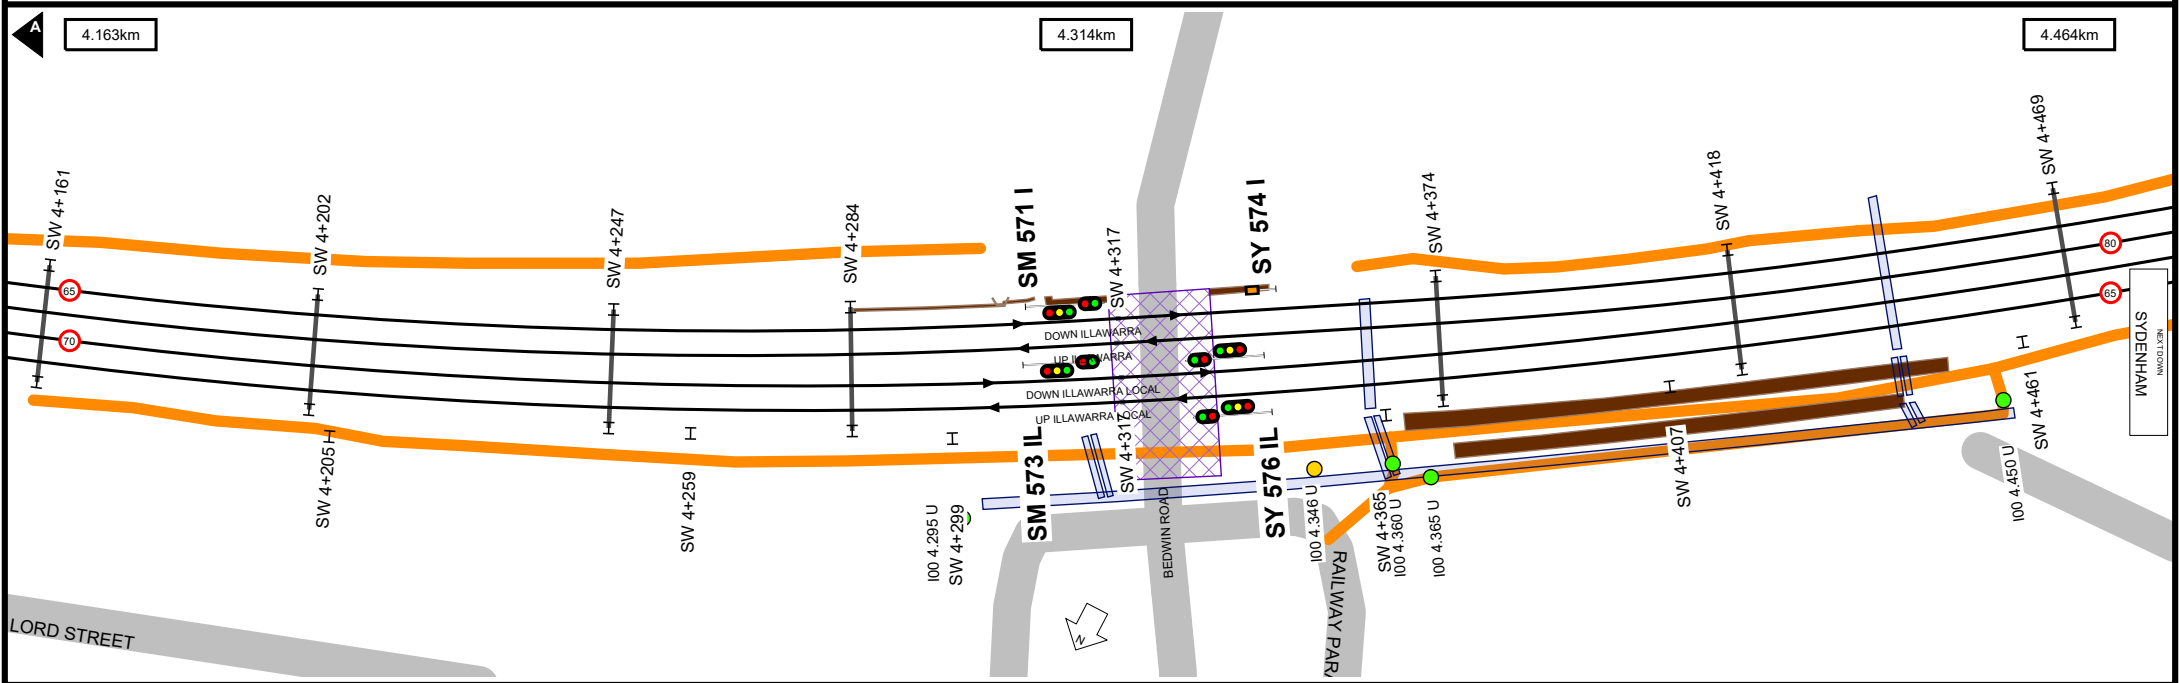 A
4.163km
4.314km
4.464km
SW 4+161
SW 4+202
SW 4+247
SW 4+284
SM 571 I
SW 4+317
SY 574 I
SW 4+374
SW 4+418
SW 4+469
65
70
80
65
DOWN ILLAWARRA
DOWN ILLAWARRA LOCAL
UP ILLAWARRA LOCAL
NEXT DOWN
SYDENHAM
SW 4+205
SW 4+259
I00 4.295 U
SW 4+299
SM 573 IL
SW 4+317
BEDWIN ROAD
SY 576 IL
I00 4.346 U
SW 4+365
I00 4.360 U
I00 4.365 U
SW 4+407
I00 4.450 U
SW 4+461
LORD STREET
N
RAILWAY PAR